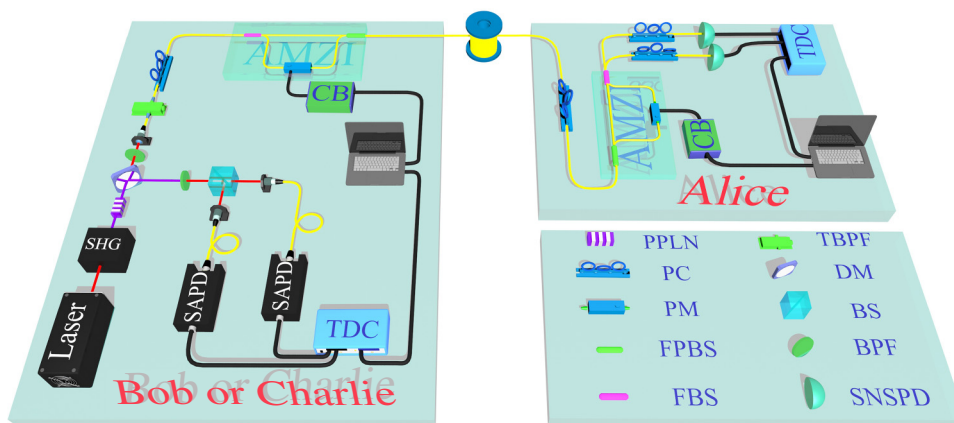 AMZI
CB
SHG
Laser
SAPD
SAPD
TDC
Bob or Charlie
AMZI
CB
TDC
Alice
PPLN
TBPF
PC
DM
PM
BS
FPBS
BPF
FBS
SNSPD